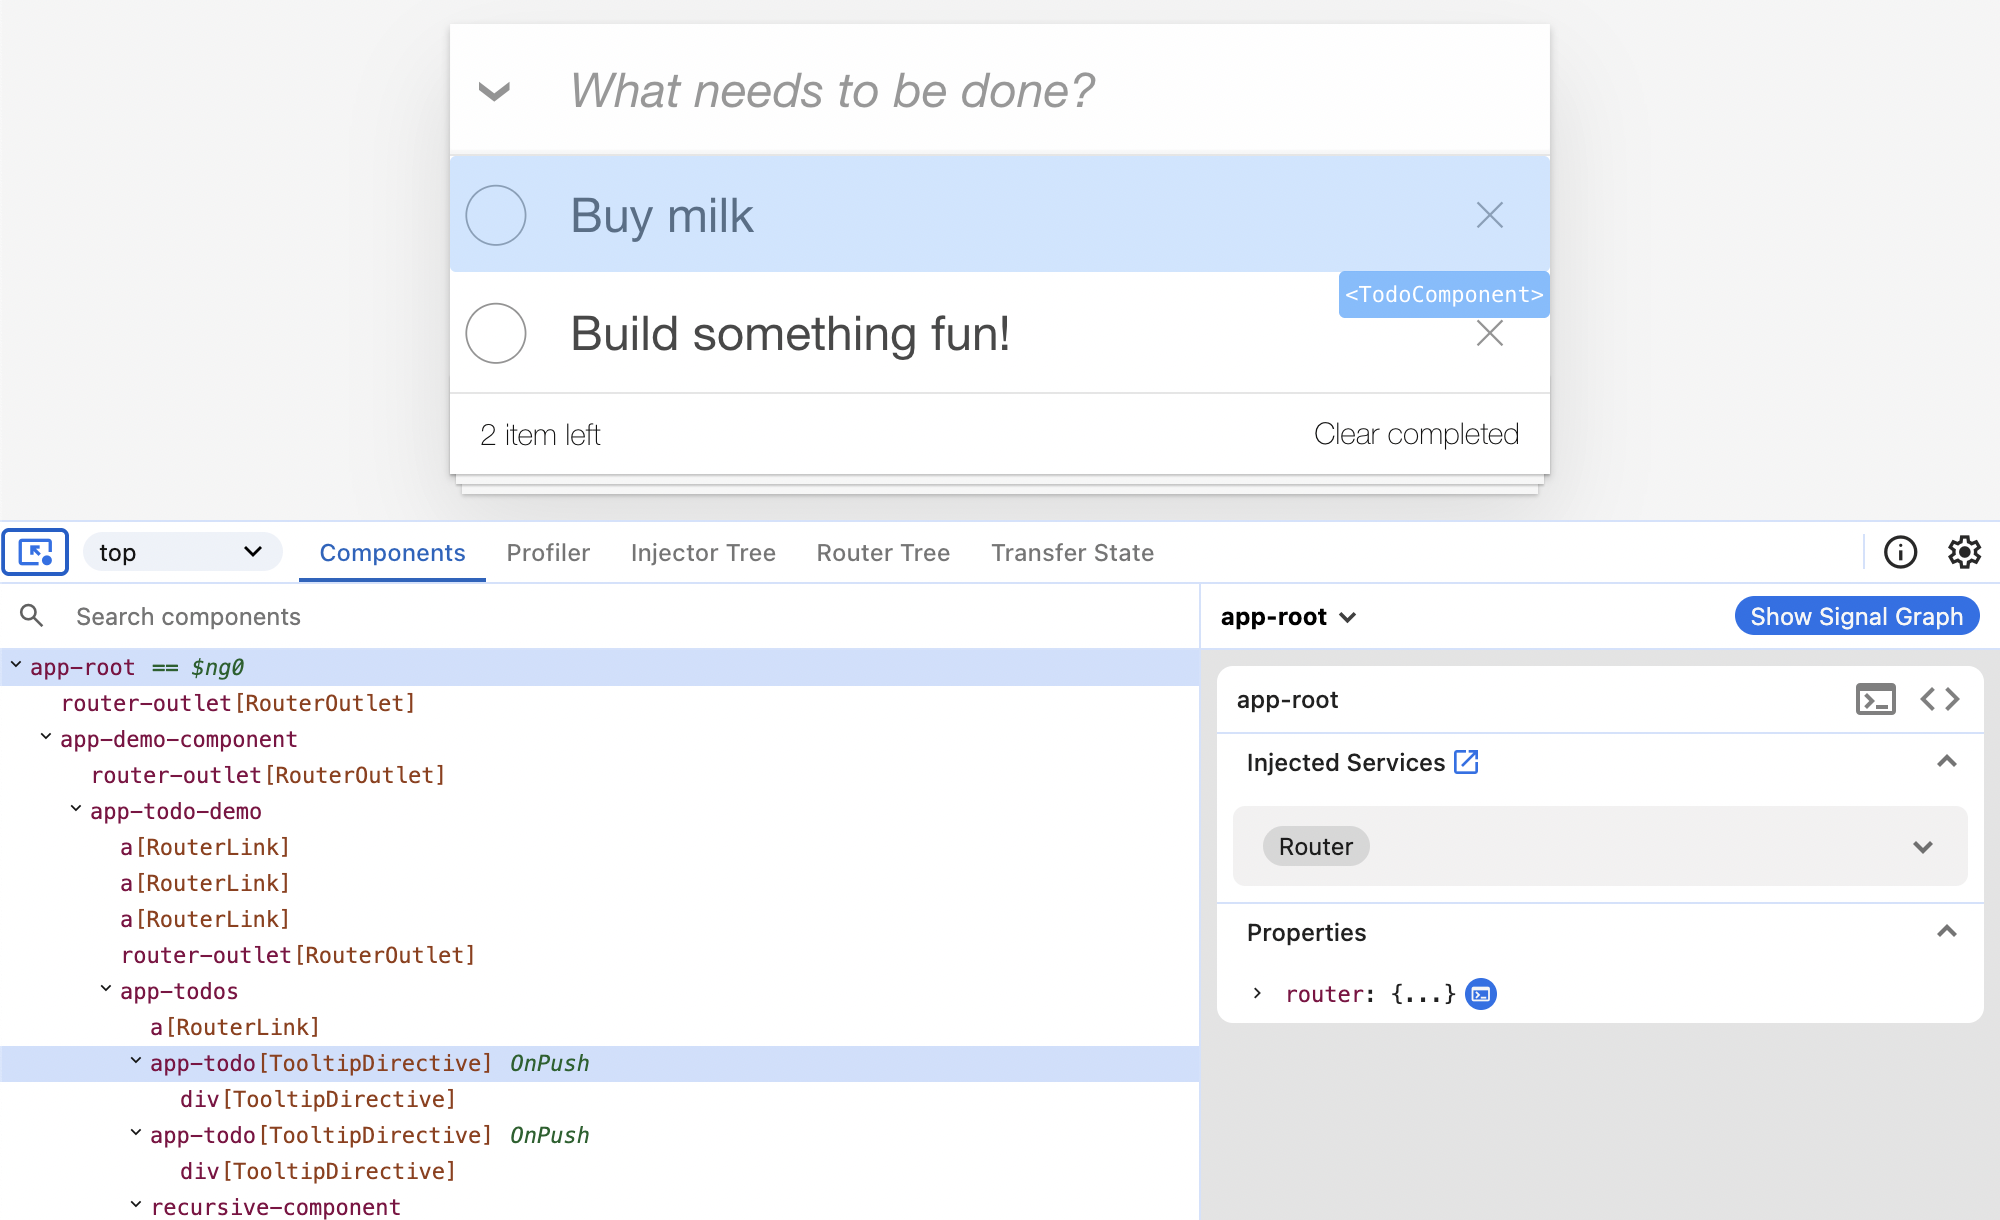 What needs to be done?
Buy milk
<TodoComponent>
Build something fun!
2 item left
Clear completed
top
Components
Profiler
Injector Tree
Router Tree
Transfer State
Search components
app-root == $ng0
router-outlet[RouterOutlet]
app-demo-component
router-outlet[RouterOutlet]
app-todo-demo
a[RouterLink]
a[RouterLink]
a[RouterLink]
router-outlet[RouterOutlet]
app-todos
a[RouterLink]
app-todo[TooltipDirective] OnPush
div[TooltipDirective]
app-todo[TooltipDirective] OnPush
div[TooltipDirective]
recursive-component
app-root
Show Signal Graph
app-root
Injected Services
Router
Properties
router: {...}